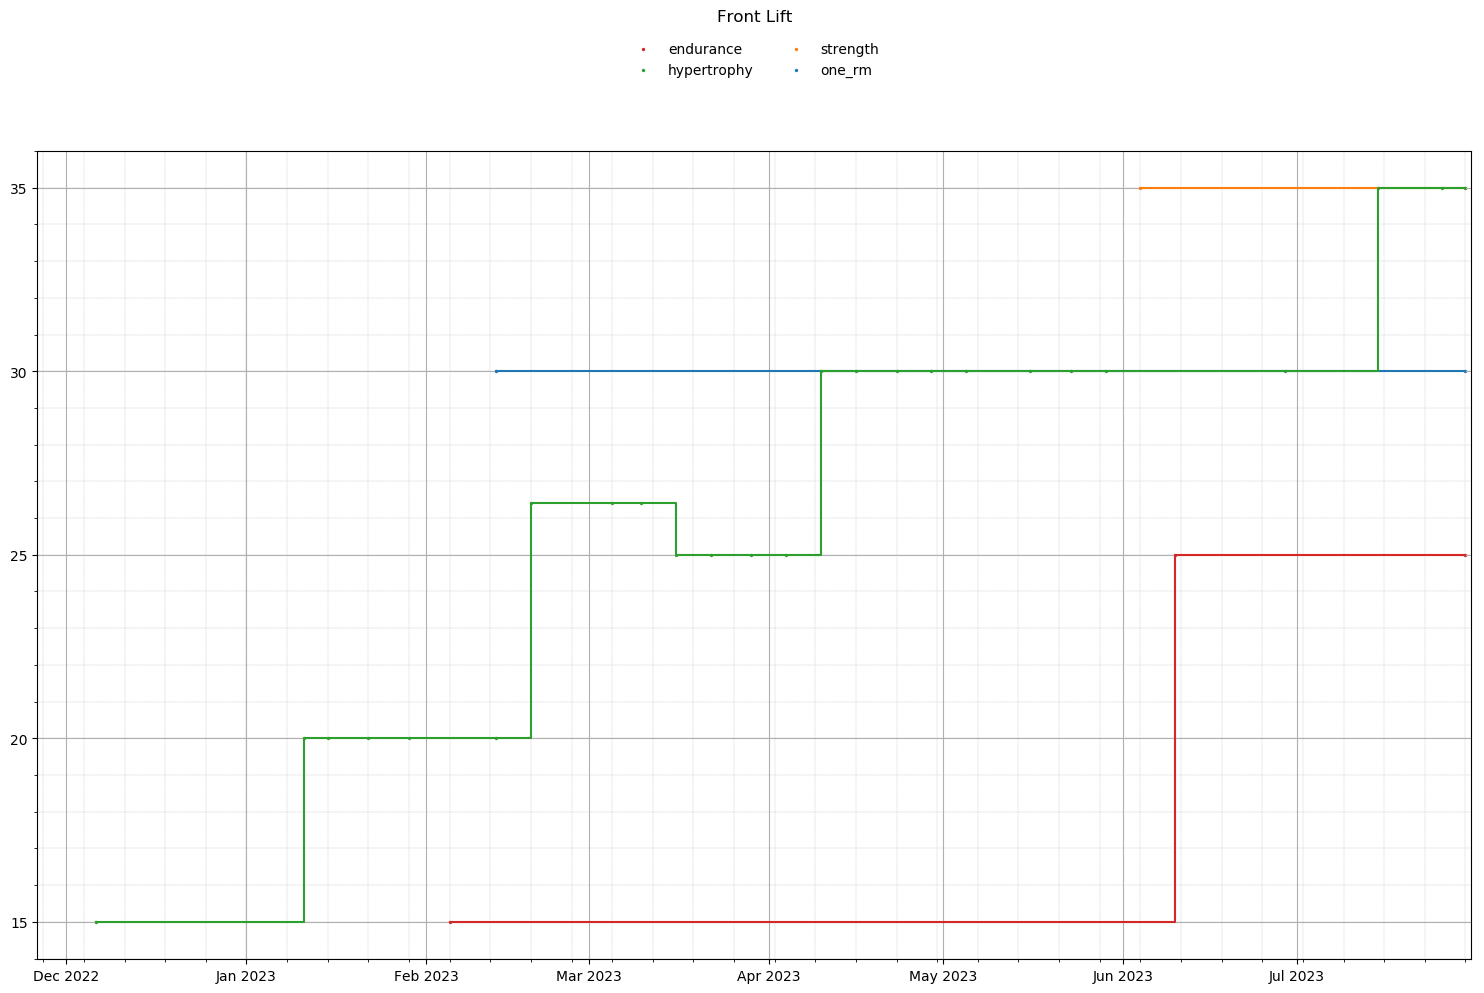 Front Lift
endurance strength
hypertrophy one_rm
35
30
25
20
15
Dec 2022 Jan 2023 Feb 2023 Mar 2023 Apr 2023 May 2023 Jun 2023 Jul 2023